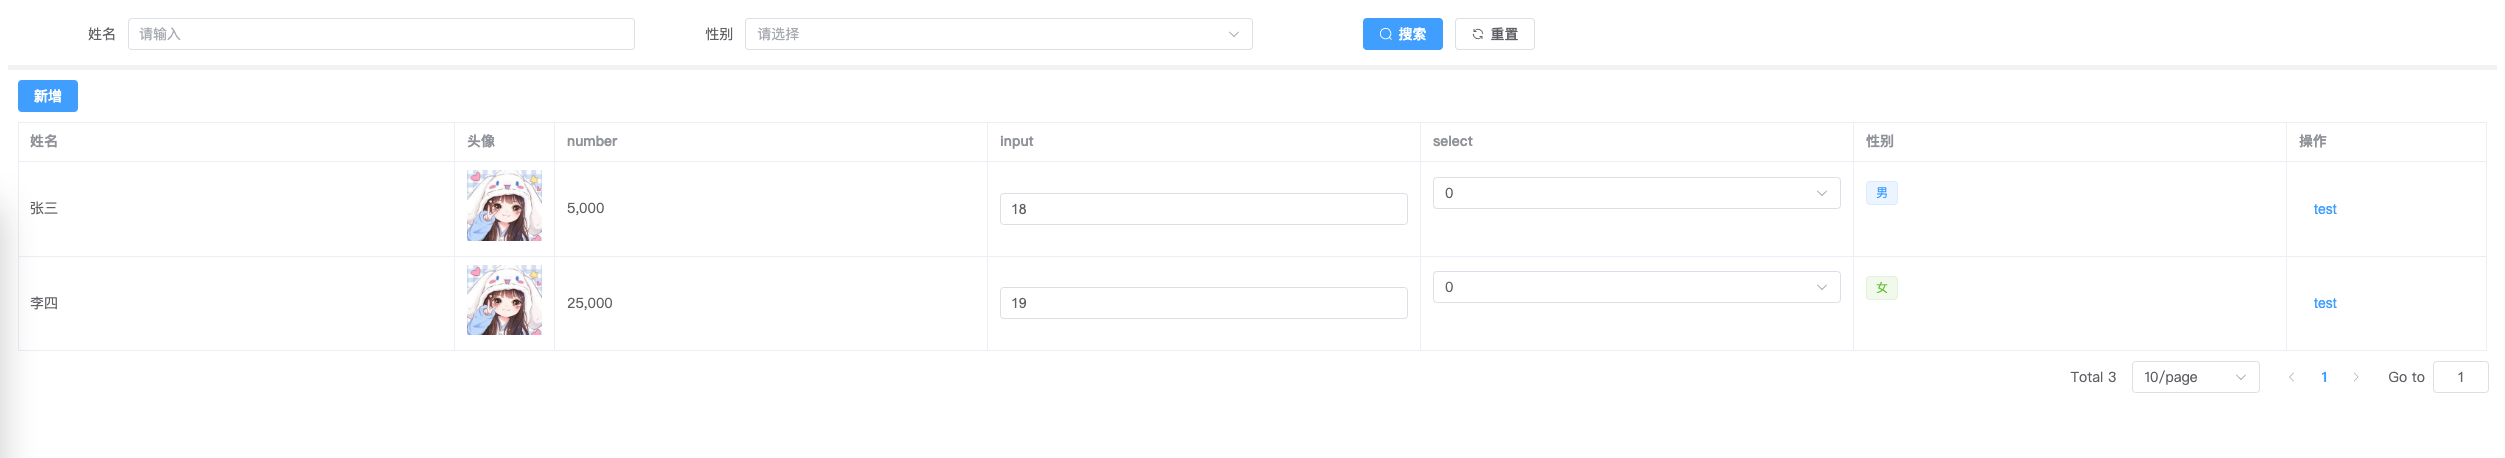 姓名 请输入 性别 请选择 搜索 重置
新增
姓名 头像 number input select 性别 操作
张三 5,000 18 0 男 test
李四 25,000 19 0 女 test
Total 3 10/page 1 Go to 1